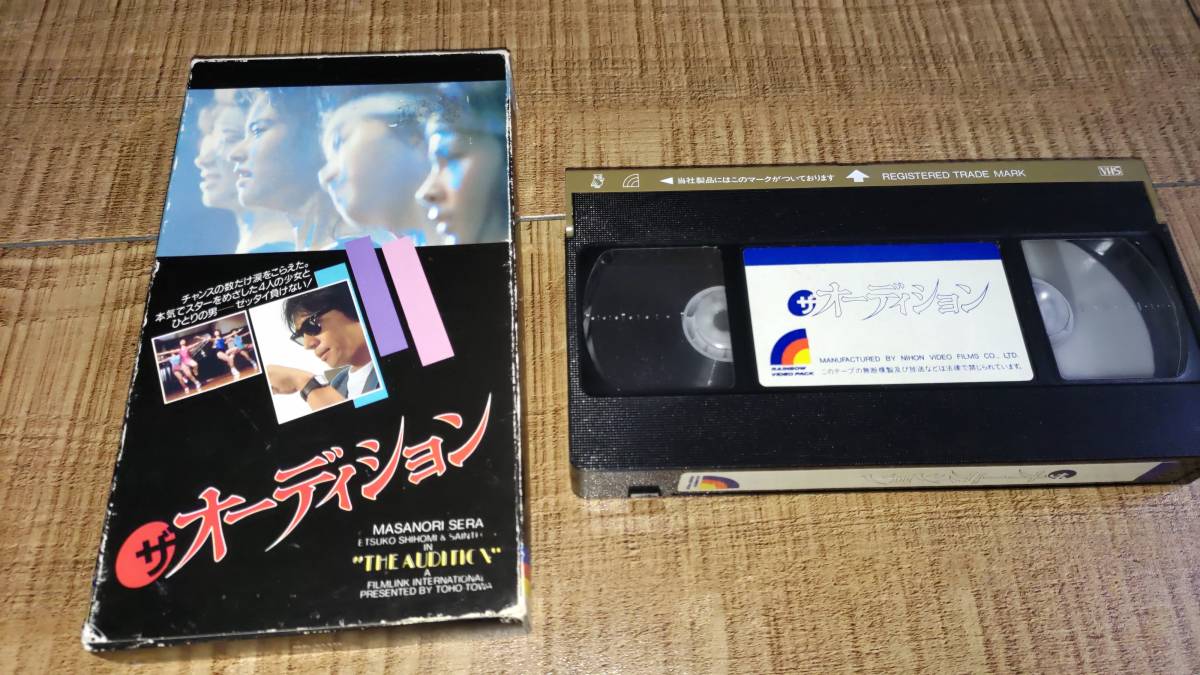 チャンスの数だけ涙をこらえた。
本気でスターをめざした4人の少女と
ひとりの男——ゼッタイ負けない!
ザ オーディション
MASANORI SERA
ETSUKO SHIHOMI &
IN
"THE AUDITION"
A
FILMLINK INTERNATIONAL
PRESENTED BY TOHO TOWA
当社製品にはこのマークがついております
REGISTERED TRADE MARK
VHS
ザ オーディション
RAINBOW
VIDEO PACK
MANUFACTURED BY NIHON VIDEO FILMS CO., LTD.
このテープの無断複製及び放送などは法律で禁じられています。